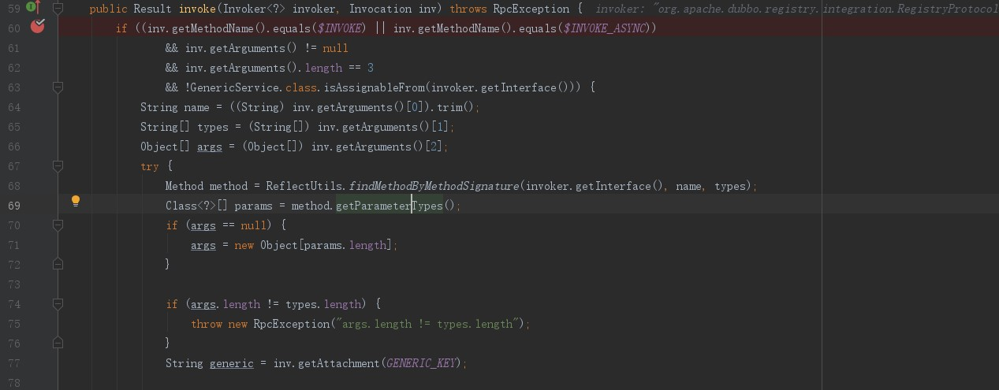 59 public Result invoke(Invoker<?> invoker, Invocation inv) throws RpcException { invoker: "org.apache.dubbo.registry.integration.RegistryProtocol
60 if ((inv.getMethodName().equals($INVOKE) || inv.getMethodName().equals($INVOKE_ASYNC))
61 && inv.getArguments() != null
62 && inv.getArguments().length == 3
63 && !GenericService.class.isAssignableFrom(invoker.getInterface())) {
64 String name = ((String) inv.getArguments()[0]).trim();
65 String[] types = (String[]) inv.getArguments()[1];
66 Object[] args = (Object[]) inv.getArguments()[2];
67 try {
68 Method method = ReflectUtils.findMethodByMethodSignature(invoker.getInterface(), name, types);
69 Class<?>[] params = method.getParameterTypes();
70 if (args == null) {
71 args = new Object[params.length];
72 }
73
74 if (args.length != types.length) {
75 throw new RpcException("args.length != types.length");
76 }
77 String generic = inv.getAttachment(GENERIC_KEY);
78